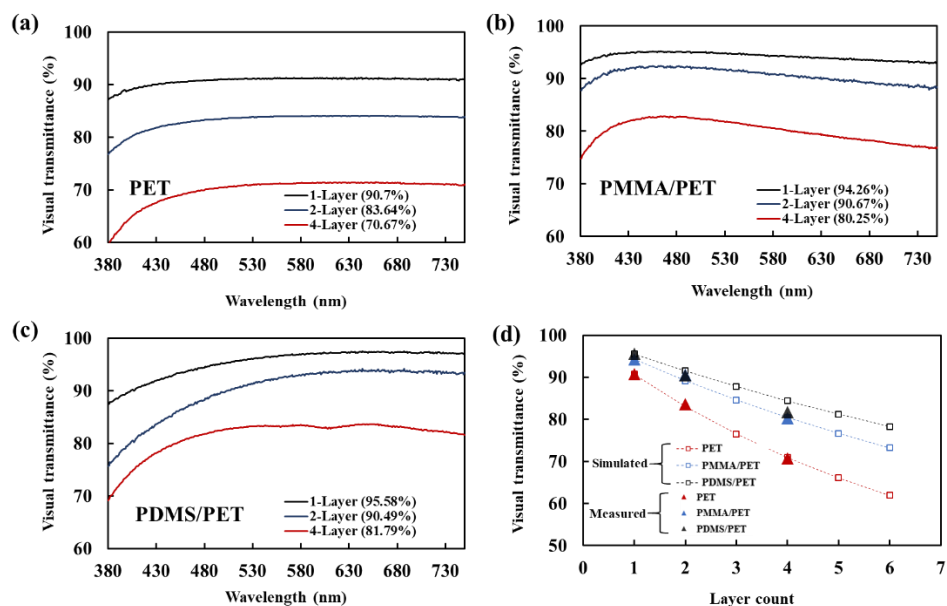 (a)
100
90
80
70
60
Visual transmittance (%)
PET
1-Layer (90.7%)
2-Layer (83.64%)
4-Layer (70.67%)
380 430 480 530 580 630 680 730
Wavelength (nm)
(b)
100
90
80
70
60
50
Visual transmittance (%)
PMMA/PET
1-Layer (94.26%)
2-Layer (90.67%)
4-Layer (80.25%)
380 430 480 530 580 630 680 730
Wavelength (nm)
(c)
100
90
80
70
60
Visual transmittance (%)
PDMS/PET
1-Layer (95.58%)
2-Layer (90.49%)
4-Layer (81.79%)
380 430 480 530 580 630 680 730
Wavelength (nm)
(d)
100
90
80
70
60
50
Visual transmittance (%)
Simulated
PET
PMMA/PET
PDMS/PET
Measured
PET
PMMA/PET
PDMS/PET
0 1 2 3 4 5 6 7
Layer count